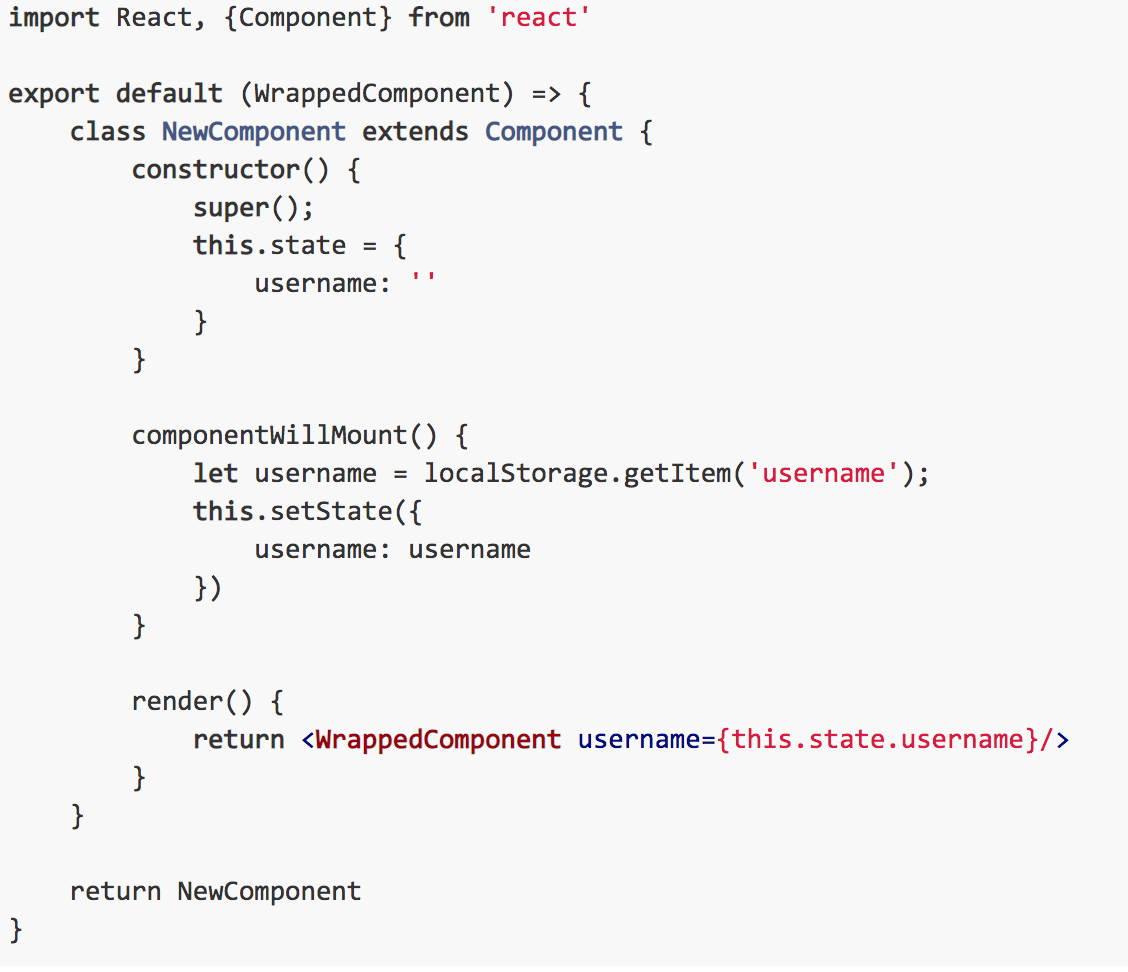 import React, {Component} from 'react'

export default (WrappedComponent) => {
    class NewComponent extends Component {
        constructor() {
            super();
            this.state = {
                username: ''
            }
        }

        componentWillMount() {
            let username = localStorage.getItem('username');
            this.setState({
                username: username
            })
        }

        render() {
            return <WrappedComponent username={this.state.username}/>
        }
    }

    return NewComponent
}